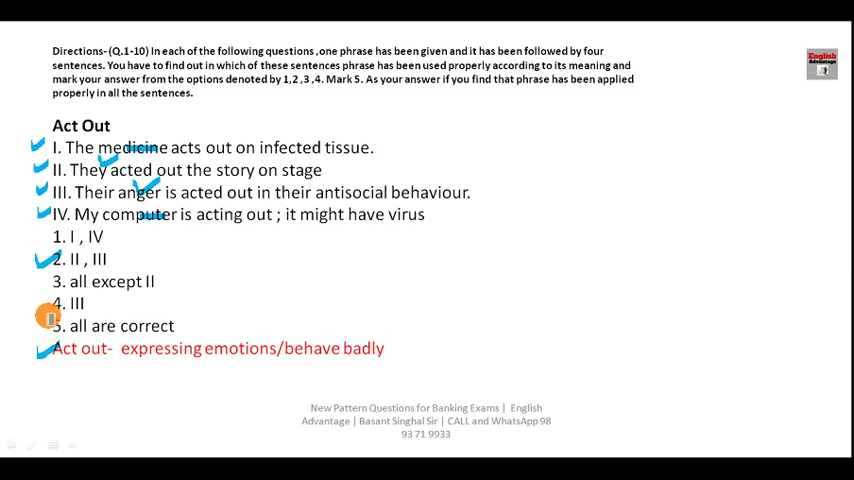 Directions- (Q.1-10) In each of the following questions ,one phrase has been given and it has been followed by four
sentences. You have to find out in which of these sentences phrase has been used properly according to its meaning and
mark your answer from the options denoted by 1,2 ,3 ,4. Mark 5. As your answer if you find that phrase has been applied
properly in all the sentences.
English
Advantage
Act Out
I. The medicine acts out on infected tissue.
II. They acted out the story on stage
III. Their anger is acted out in their antisocial behaviour.
IV. My computer is acting out ; it might have virus
1. I , IV
2. II , III
3. all except II
4. III
5. all are correct
Act out- expressing emotions/behave badly
New Pattern Questions for Banking Exams | English
Advantage | Basant Singhal Sir | CALL and WhatsApp 98
93 71 9933